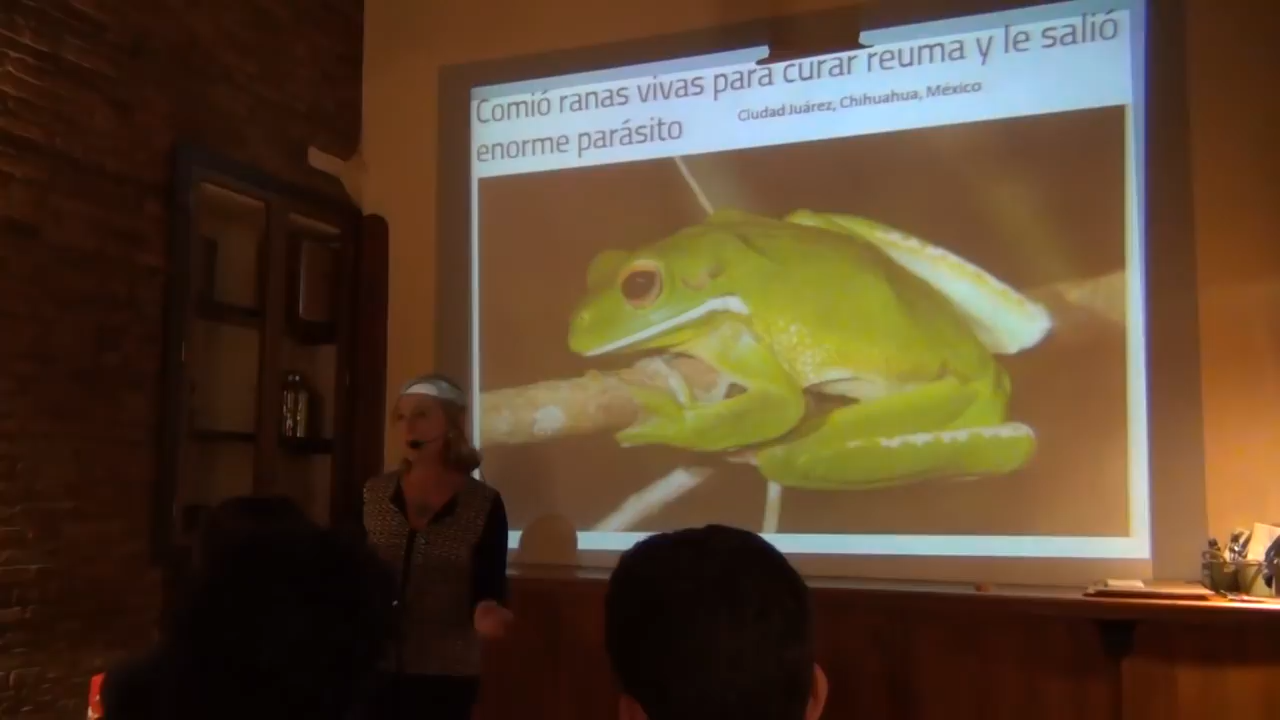 Comió ranas vivas para curar reuma y le salió
enorme parásito
Ciudad Juárez, Chihuahua, México